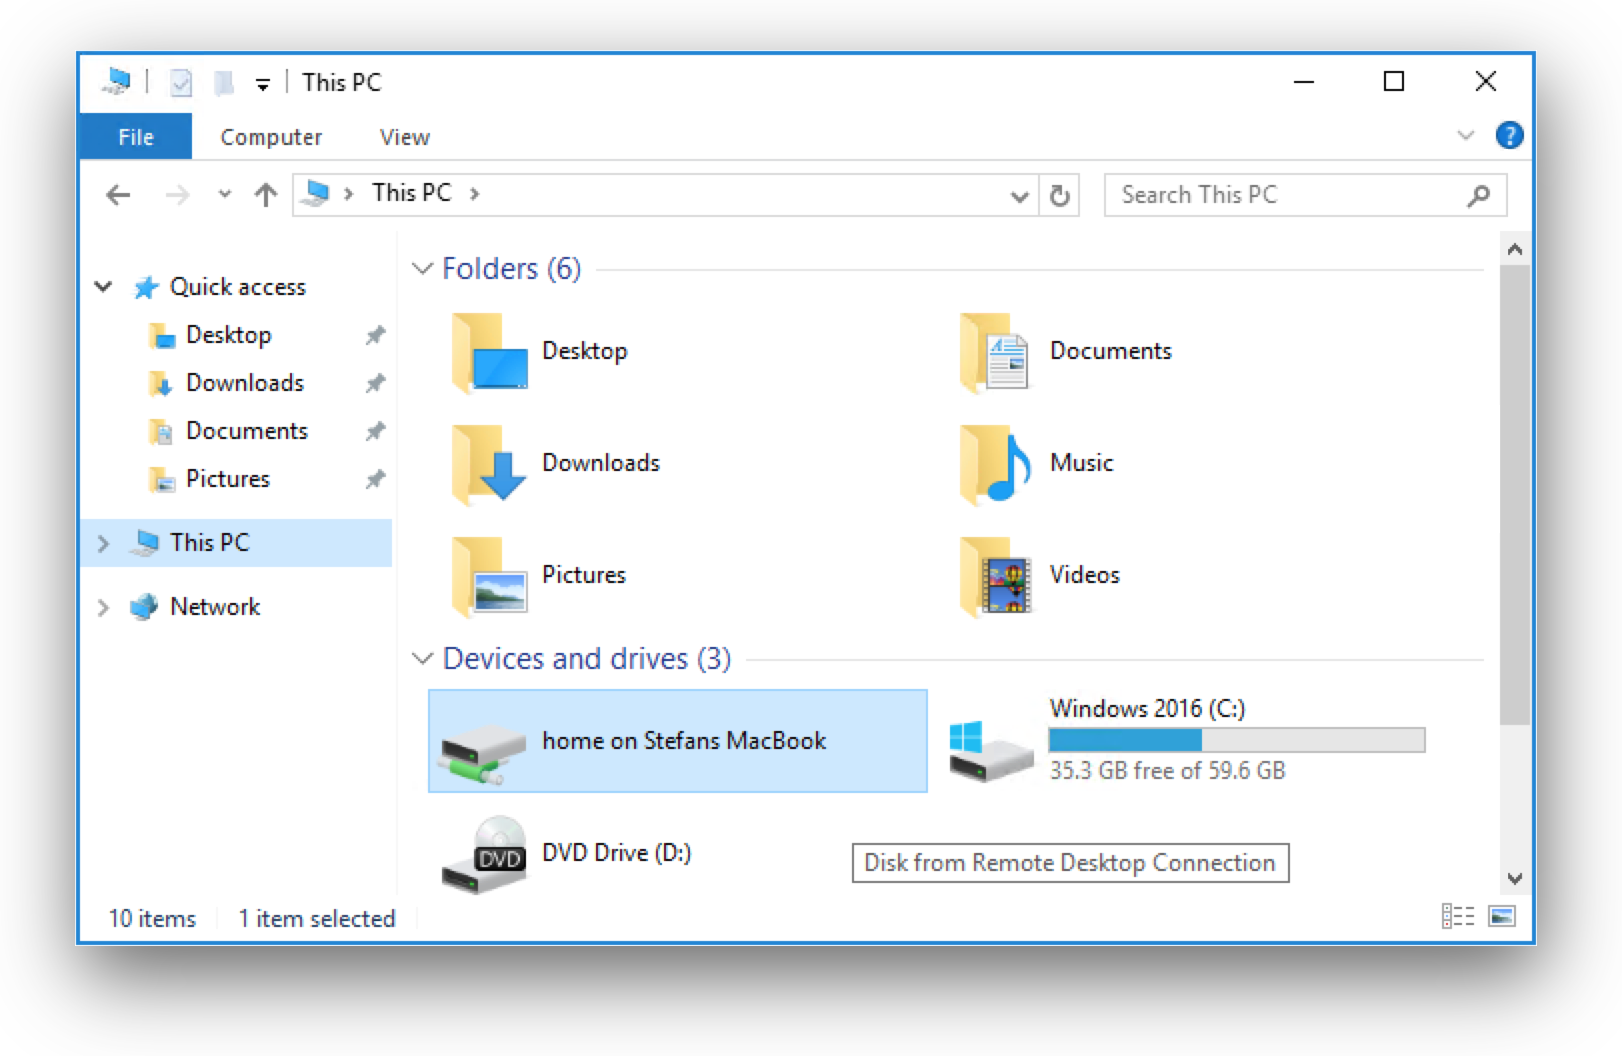 This PC
File
Computer
View
?
This PC
Search This PC
Quick access
Desktop
Downloads
Documents
Pictures
This PC
Network
Folders (6)
Desktop
Documents
Downloads
Music
Pictures
Videos
Devices and drives (3)
home on Stefans MacBook
Windows 2016 (C:)
35.3 GB free of 59.6 GB
DVD
DVD Drive (D:)
Disk from Remote Desktop Connection
10 items
1 item selected